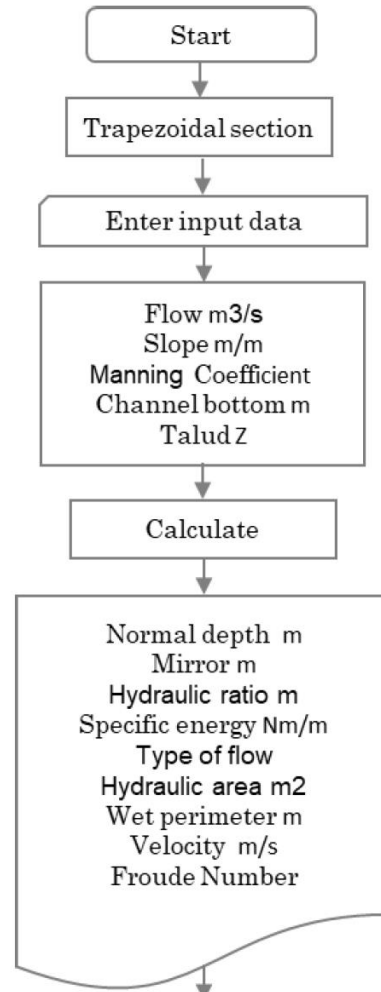 Start
Trapezoidal section
Enter input data
Flow m3/s
Slope m/m
Manning Coefficient
Channel bottom m
Talud Z
Calculate
Normal depth m
Mirror m
Hydraulic ratio m
Specific energy Nm/m
Type of flow
Hydraulic area m2
Wet perimeter m
Velocity m/s
Froude Number